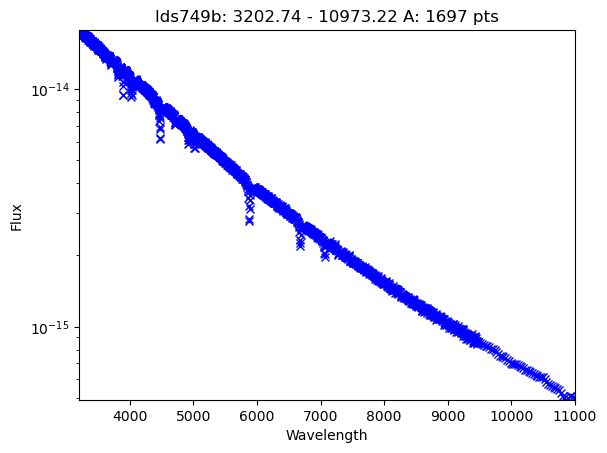 lds749b: 3202.74 - 10973.22 A: 1697 pts
Flux
10⁻¹⁴
10⁻¹⁵
4000 5000 6000 7000 8000 9000 10000 11000
Wavelength